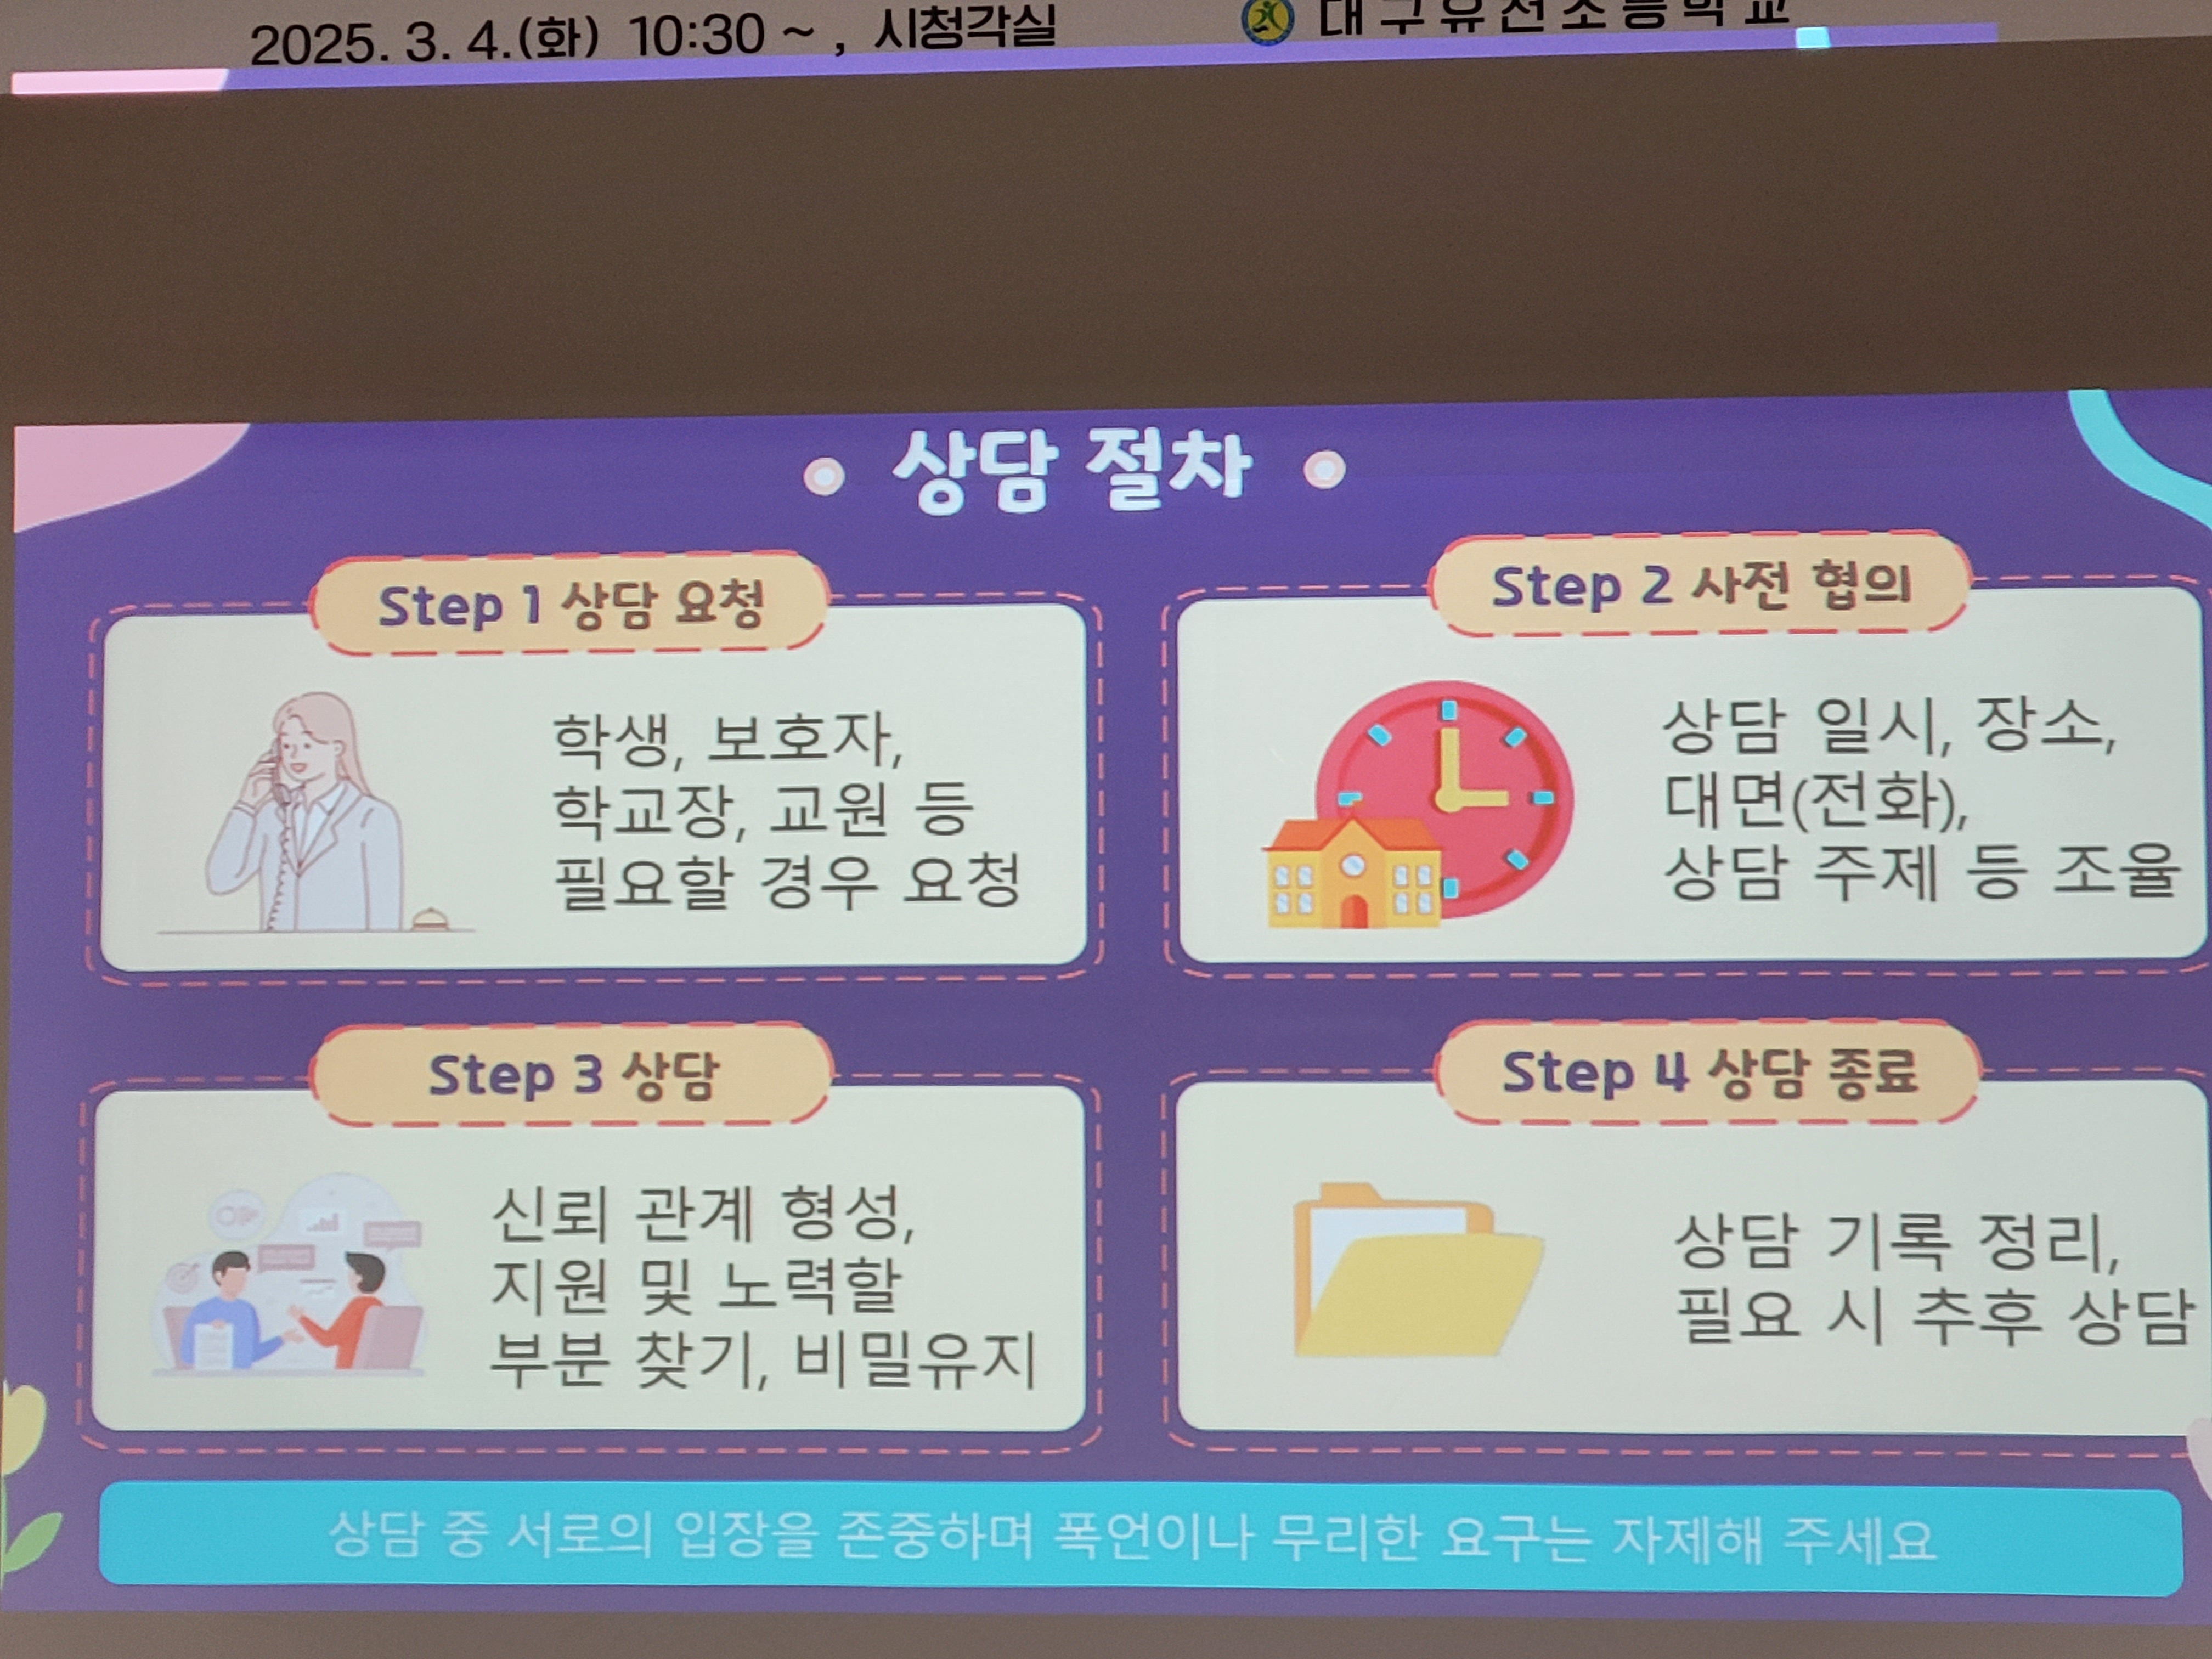 2025. 3. 4.(화) 10:30 ~ , 시청각실
대구유천초등학교
상담 절차
Step 1 상담 요청
학생, 보호자,
학교장, 교원 등
필요할 경우 요청
Step 2 사전 협의
상담 일시, 장소,
대면(전화),
상담 주제 등 조율
Step 3 상담
신뢰 관계 형성,
지원 및 노력할
부분 찾기, 비밀유지
Step 4 상담 종료
상담 기록 정리,
필요 시 추후 상담
상담 중 서로의 입장을 존중하며 폭언이나 무리한 요구는 자제해 주세요